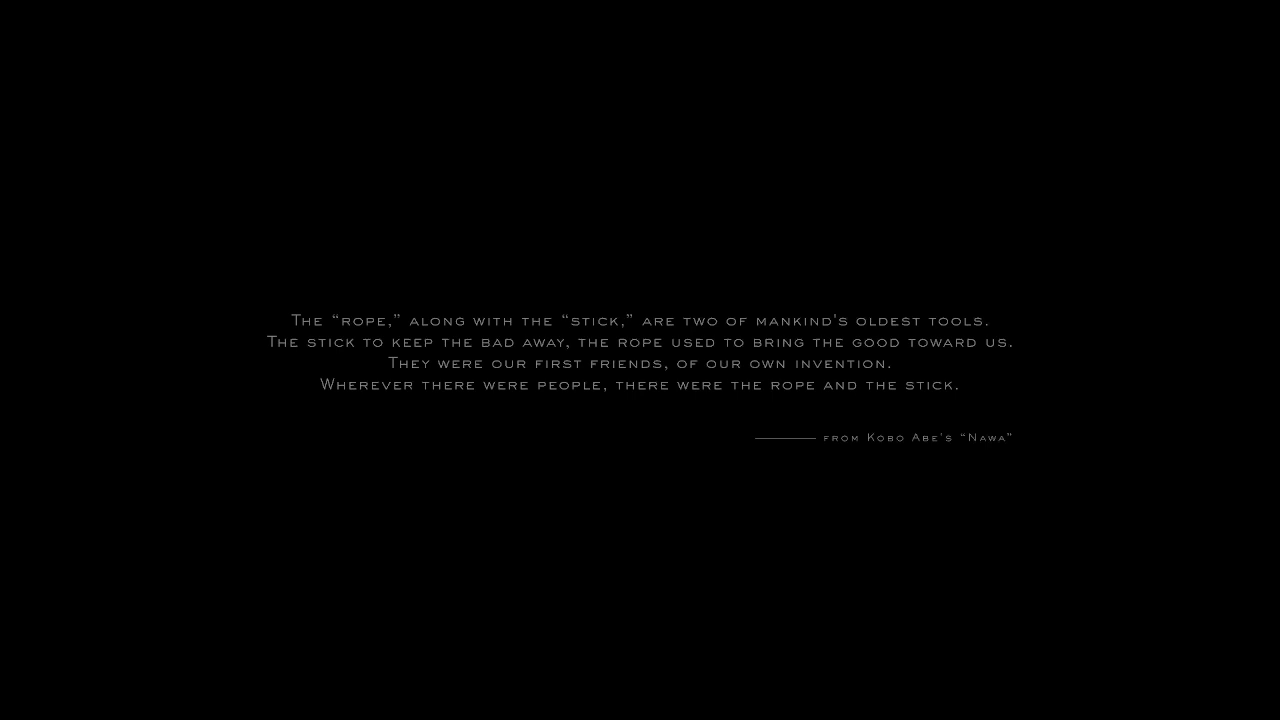 The “rope,” along with the “stick,” are two of mankind's oldest tools.
The stick to keep the bad away, the rope used to bring the good toward us.
They were our first friends, of our own invention.
Wherever there were people, there were the rope and the stick.
——— from Kobo Abe's “Nawa”